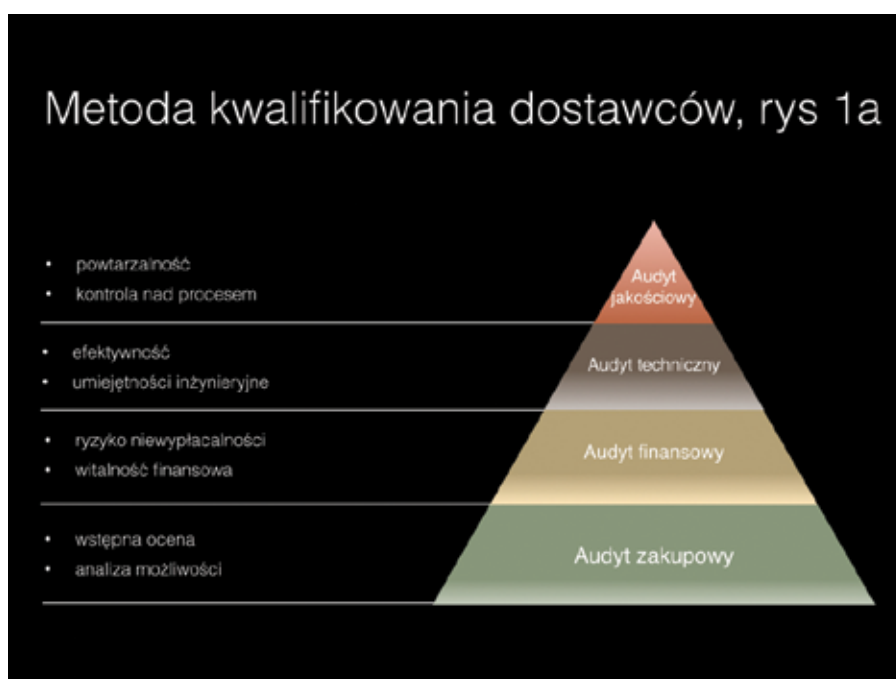 Metoda kwalifikowania dostawców, rys 1a
• powtarzalność
• kontrola nad procesem
Audyt
jakościowy
• efektywność
• umiejętności inżynieryjne
Audyt techniczny
• ryzyko niewypłacalności
• witalność finansowa
Audyt finansowy
• wstępna ocena
• analiza możliwości
Audyt zakupowy